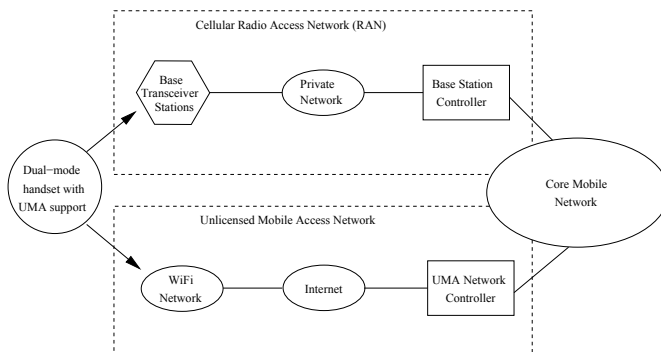 Cellular Radio Access Network (RAN)
Base
Transceiver
Stations
Private
Network
Base Station
Controller
Dual−mode
handset with
UMA support
Core Mobile
Network
Unlicensed Mobile Access Network
WiFi
Network
Internet
UMA Network
Controller